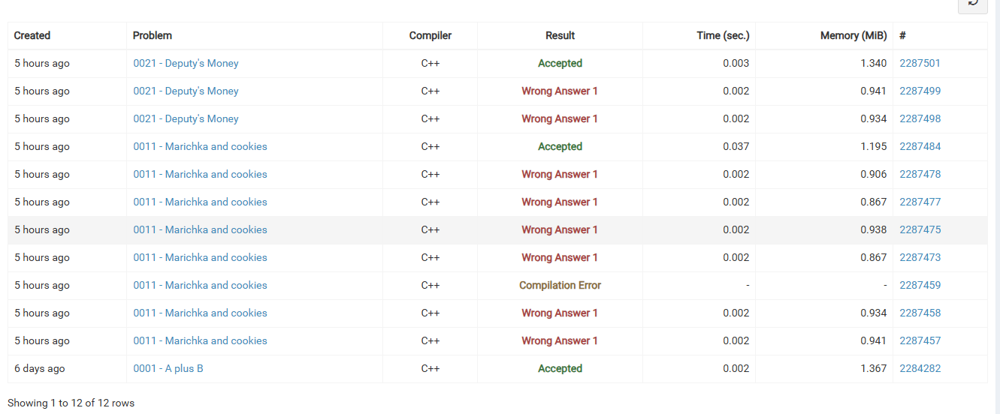 Created Problem Compiler Result Time (sec.) Memory (MiB) #
5 hours ago 0021 - Deputy's Money C++ Accepted 0.003 1.340 2287501
5 hours ago 0021 - Deputy's Money C++ Wrong Answer 1 0.002 0.941 2287499
5 hours ago 0021 - Deputy's Money C++ Wrong Answer 1 0.002 0.934 2287498
5 hours ago 0011 - Marichka and cookies C++ Accepted 0.037 1.195 2287484
5 hours ago 0011 - Marichka and cookies C++ Wrong Answer 1 0.002 0.906 2287478
5 hours ago 0011 - Marichka and cookies C++ Wrong Answer 1 0.002 0.867 2287477
5 hours ago 0011 - Marichka and cookies C++ Wrong Answer 1 0.002 0.938 2287475
5 hours ago 0011 - Marichka and cookies C++ Wrong Answer 1 0.002 0.867 2287473
5 hours ago 0011 - Marichka and cookies C++ Compilation Error - - 2287459
5 hours ago 0011 - Marichka and cookies C++ Wrong Answer 1 0.002 0.934 2287458
5 hours ago 0011 - Marichka and cookies C++ Wrong Answer 1 0.002 0.941 2287457
6 days ago 0001 - A plus B C++ Accepted 0.002 1.367 2284282
Showing 1 to 12 of 12 rows